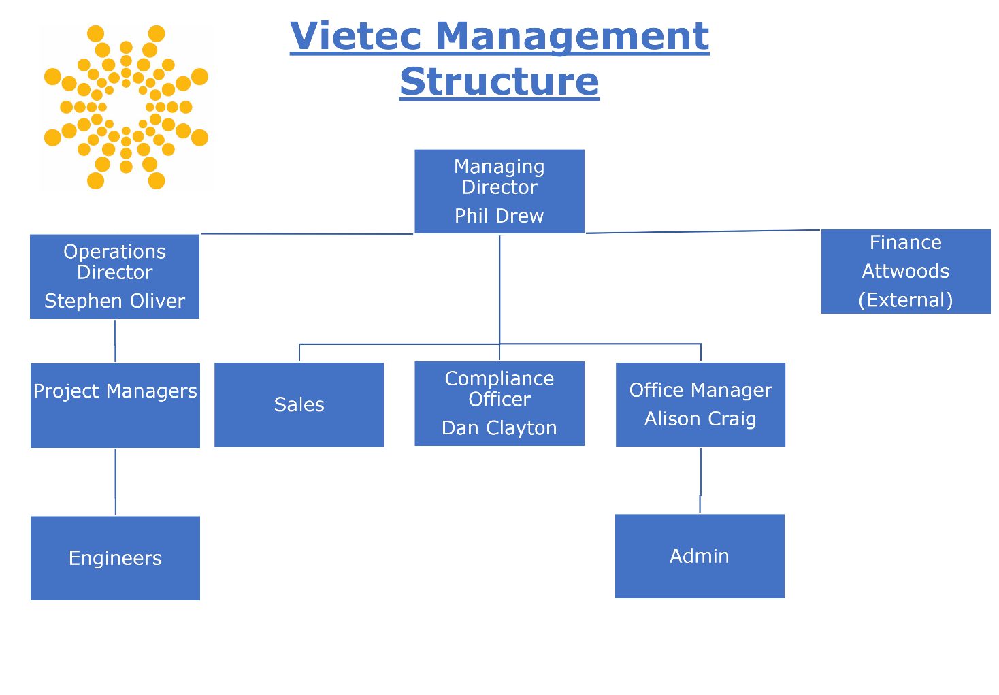 Vietec Management
Structure
Managing
Director
Phil Drew
Operations
Director
Stephen Oliver
Finance
Attwoods
(External)
Project Managers
Sales
Compliance
Officer
Dan Clayton
Office Manager
Alison Craig
Engineers
Admin